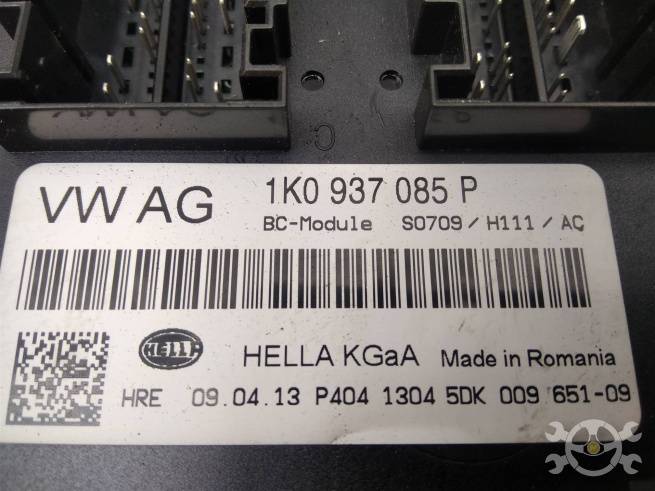 VW AG
1K0 937 085 P
BC-Module S0709 / H111 / AC
HELLA
HELLA KGaA Made in Romania
HRE 09.04.13 P404 1304 5DK 009 651-09